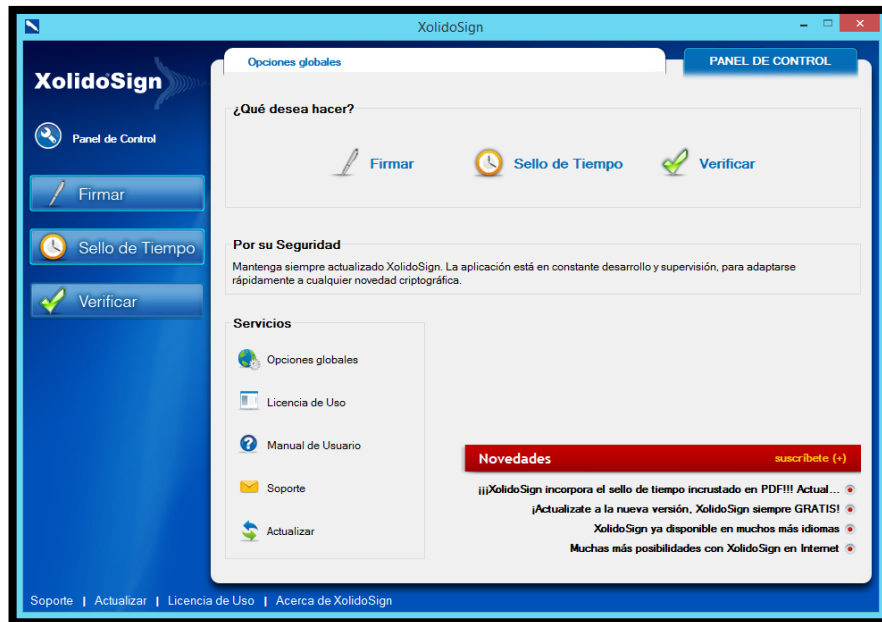 XolidoSign
XolidoSign
Panel de Control
Firmar
Sello de Tiempo
Verificar
Opciones globales
PANEL DE CONTROL
¿Qué desea hacer?
Firmar
Sello de Tiempo
Verificar
Por su Seguridad
Mantenga siempre actualizado XolidoSign. La aplicación está en constante desarrollo y supervisión, para adaptarse
rápidamente a cualquier novedad criptográfica.
Servicios
Opciones globales
Licencia de Uso
Manual de Usuario
Soporte
Actualizar
Novedades
suscríbete (+)
¡¡¡XolidoSign incorpora el sello de tiempo incrustado en PDF!!! Actual...
¡Actualizate a la nueva versión, XolidoSign siempre GRATIS!
XolidoSign ya disponible en muchos más idiomas
Muchas más posibilidades con XolidoSign en Internet
Soporte | Actualizar | Licencia de Uso | Acerca de XolidoSign